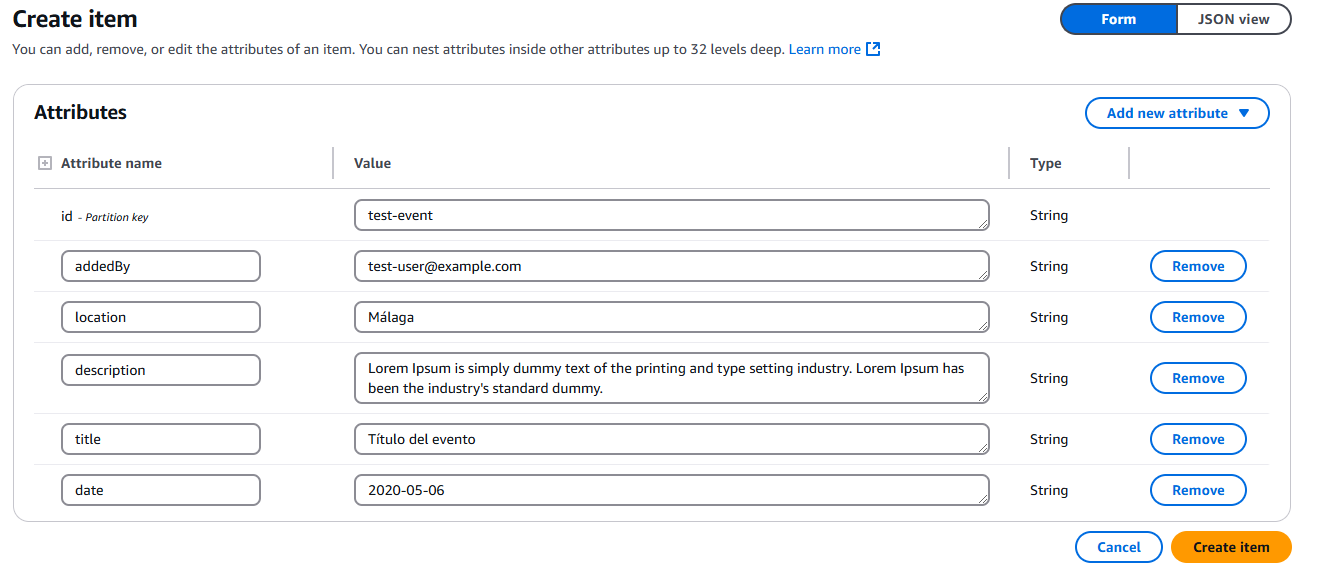 Create item
Form
JSON view
You can add, remove, or edit the attributes of an item. You can nest attributes inside other attributes up to 32 levels deep. Learn more
Attributes
Add new attribute
Attribute name
Value
Type
id - Partition key
test-event
String
addedBy
test-user@example.com
String
Remove
location
Málaga
String
Remove
description
Lorem Ipsum is simply dummy text of the printing and type setting industry. Lorem Ipsum has
been the industry's standard dummy.
String
Remove
title
Título del evento
String
Remove
date
2020-05-06
String
Remove
Cancel
Create item